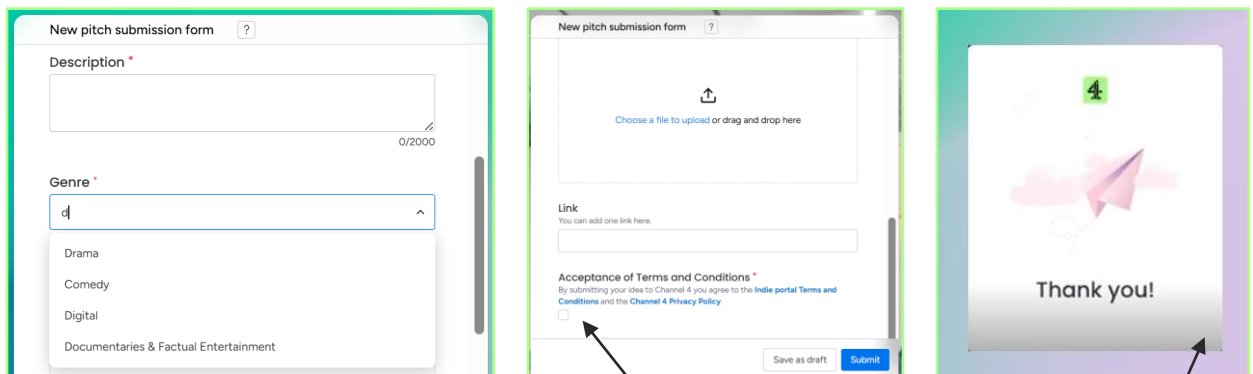 New pitch submission form ?
Description *
0/2000
Genre *
d
Drama
Comedy
Digital
Documentaries & Factual Entertainment
New pitch submission form ?
Choose a file to upload or drag and drop here
Link
You can add one link here.
Acceptance of Terms and Conditions *
By submitting your idea to Channel 4 you agree to the Indie portal Terms and
Conditions and the Channel 4 Privacy Policy.
Save as draft Submit
4
Thank you!